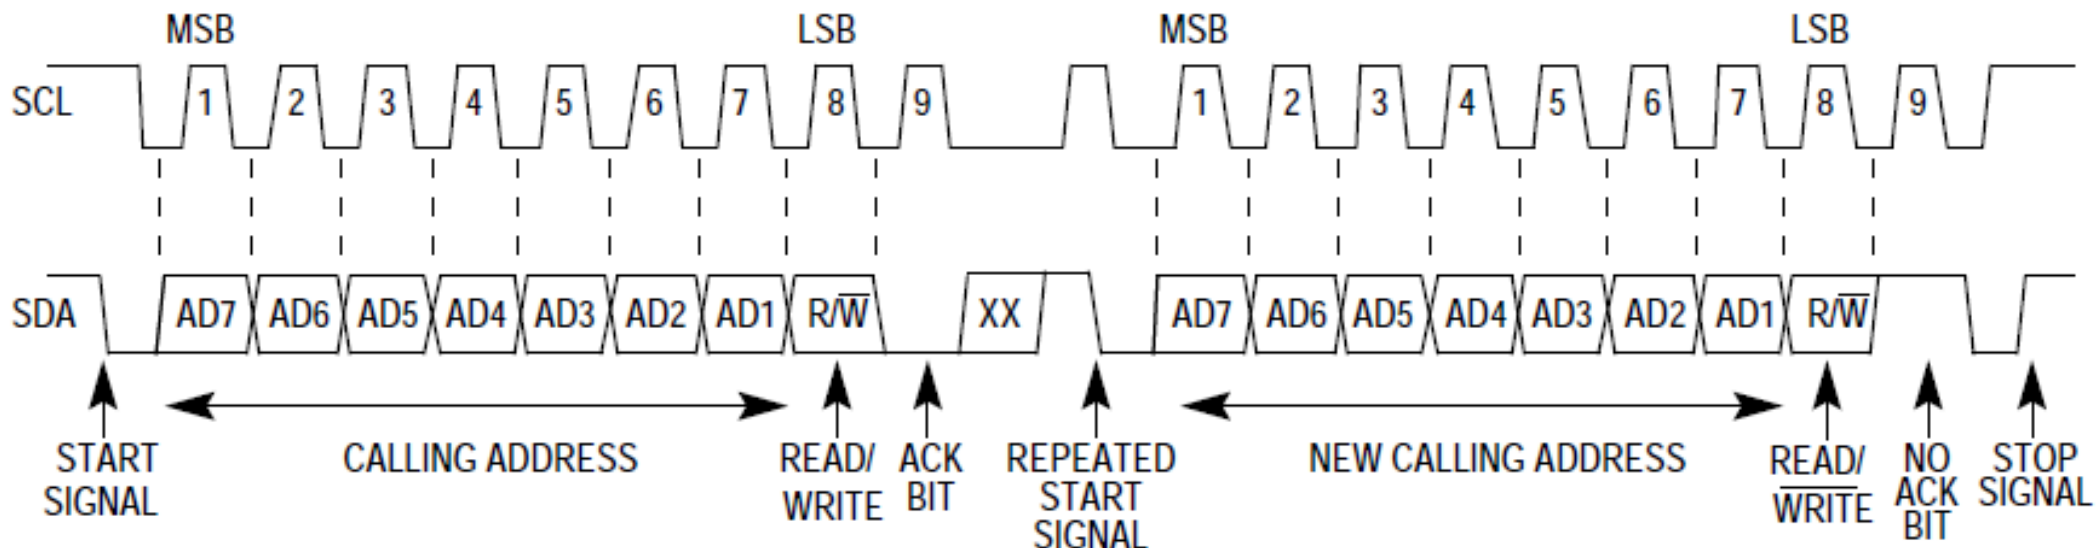 MSB LSB MSB LSB
SCL 1 2 3 4 5 6 7 8 9 1 2 3 4 5 6 7 8 9
SDA AD7 AD6 AD5 AD4 AD3 AD2 AD1 R/W̅ XX AD7 AD6 AD5 AD4 AD3 AD2 AD1 R/W̅
START
SIGNAL
CALLING ADDRESS
READ/
WRITE
ACK
BIT
REPEATED
START
SIGNAL
NEW CALLING ADDRESS
READ/
W̅R̅I̅T̅E̅
NO
ACK
BIT
STOP
SIGNAL